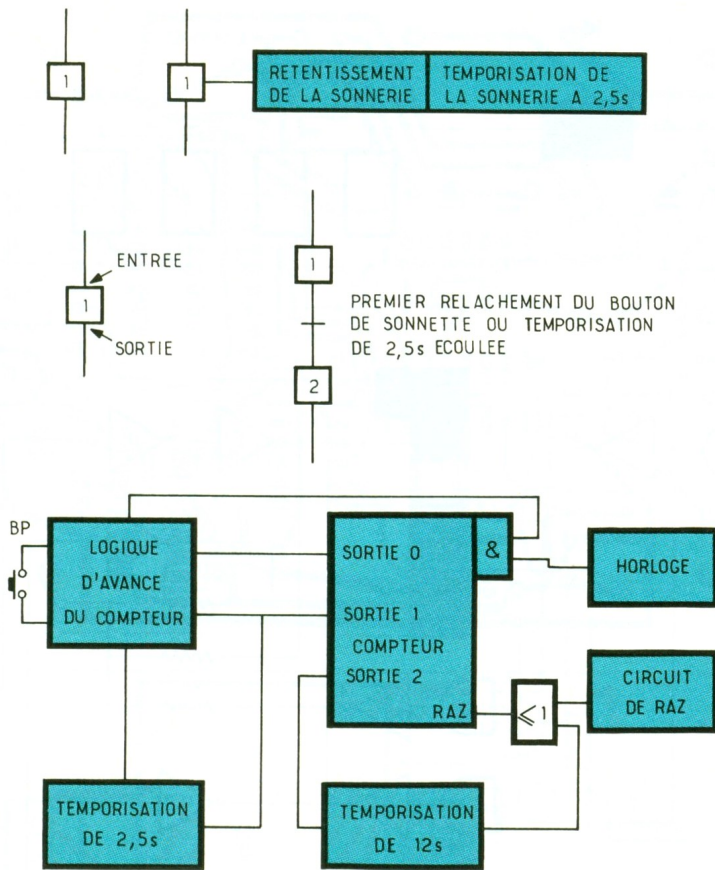 1
1
RETENTISSEMENT
DE LA SONNERIE
TEMPORISATION DE
LA SONNERIE A 2,5s
ENTREE
1
SORTIE
1
PREMIER RELACHEMENT DU BOUTON
DE SONNETTE OU TEMPORISATION
DE 2,5s ECOULEE
2
BP
LOGIQUE
D'AVANCE
DU COMPTEUR
SORTIE 0
&
HORLOGE
SORTIE 1
COMPTEUR
SORTIE 2
RAZ
⩽1
CIRCUIT
DE RAZ
TEMPORISATION
DE 2,5s
TEMPORISATION
DE 12s